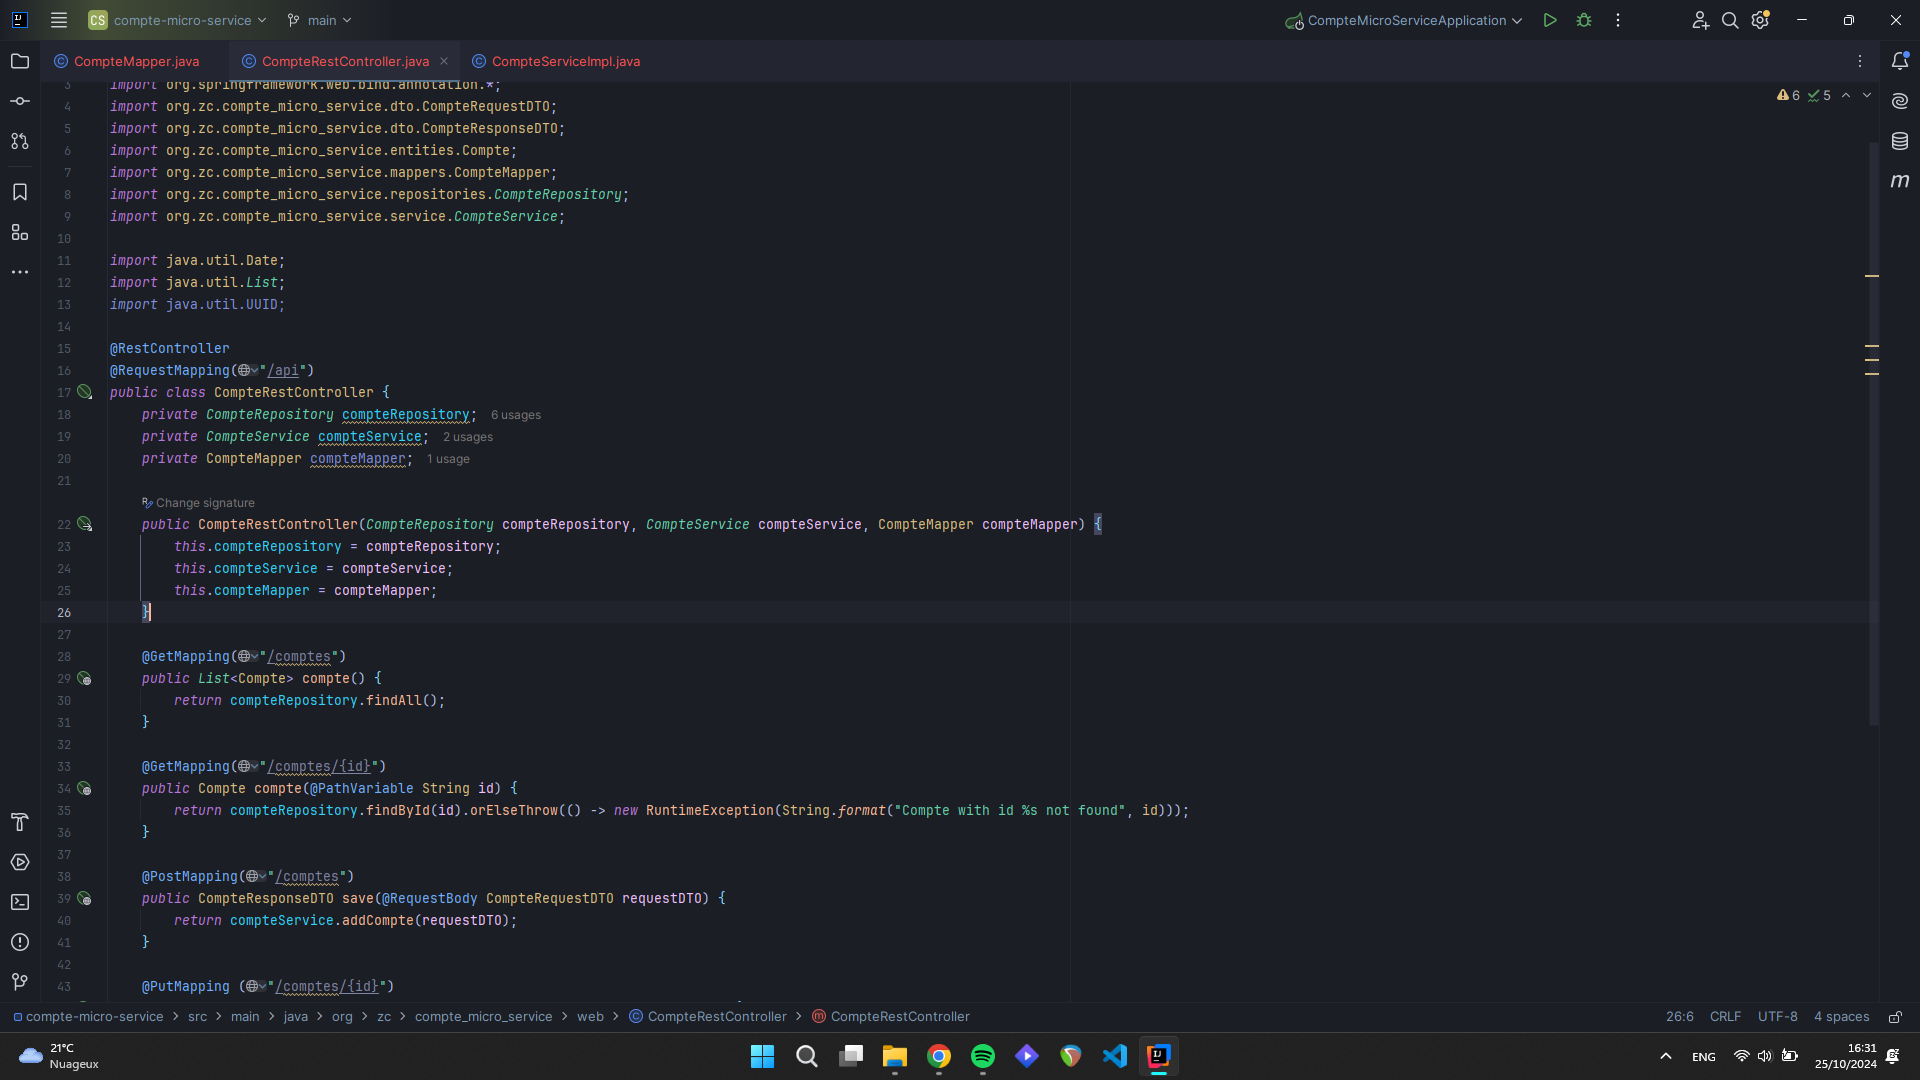 CS compte-micro-service main CompteMicroServiceApplication
CompteMapper.java CompteRestController.java CompteServiceImpl.java
6 5
3 import org.springframework.web.bind.annotation.*;
4 import org.zc.compte_micro_service.dto.CompteRequestDTO;
5 import org.zc.compte_micro_service.dto.CompteResponseDTO;
6 import org.zc.compte_micro_service.entities.Compte;
7 import org.zc.compte_micro_service.mappers.CompteMapper;
8 import org.zc.compte_micro_service.repositories.CompteRepository;
9 import org.zc.compte_micro_service.service.CompteService;
10
11 import java.util.Date;
12 import java.util.List;
13 import java.util.UUID;
14
15 @RestController
16 @RequestMapping("/api")
17 public class CompteRestController {
18 private CompteRepository compteRepository; 6 usages
19 private CompteService compteService; 2 usages
20 private CompteMapper compteMapper; 1 usage
21
Change signature
22 public CompteRestController(CompteRepository compteRepository, CompteService compteService, CompteMapper compteMapper) {
23 this.compteRepository = compteRepository;
24 this.compteService = compteService;
25 this.compteMapper = compteMapper;
26 }
27
28 @GetMapping("/comptes")
29 public List<Compte> compte() {
30 return compteRepository.findAll();
31 }
32
33 @GetMapping("/comptes/{id}")
34 public Compte compte(@PathVariable String id) {
35 return compteRepository.findById(id).orElseThrow(() -> new RuntimeException(String.format("Compte with id %s not found", id)));
36 }
37
38 @PostMapping("/comptes")
39 public CompteResponseDTO save(@RequestBody CompteRequestDTO requestDTO) {
40 return compteService.addCompte(requestDTO);
41 }
42
43 @PutMapping ("/comptes/{id}")
compte-micro-service > src > main > java > org > zc > compte_micro_service > web > CompteRestController > CompteRestController 26:6 CRLF UTF-8 4 spaces
21°C
Nuageux
ENG
16:31
25/10/2024